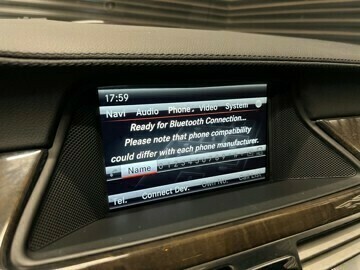 17:59
Navi Audio Phone Video System
Ready for Bluetooth Connection...
Please note that phone compatibility
could differ with each phone manufacturer.
Name
Tel. Connect Dev.